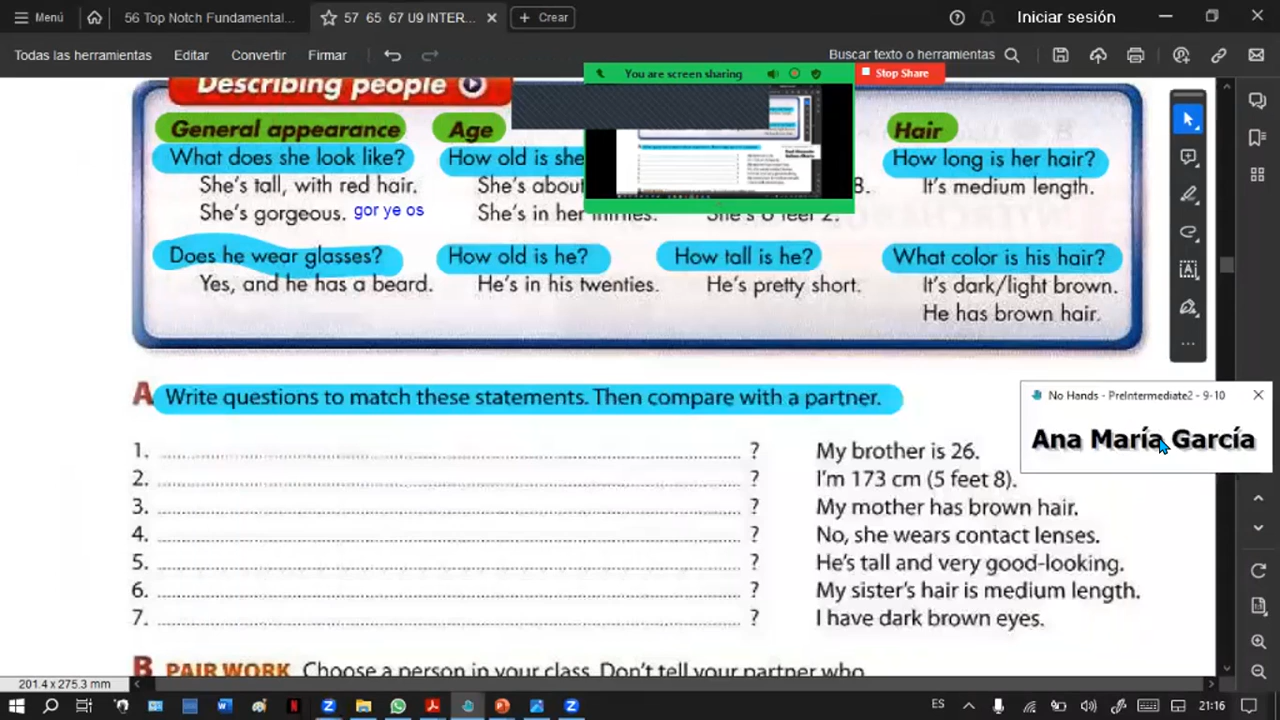 Menú
56 Top Notch Fundamental...
57 65 67 U9 INTER...
Crear
Iniciar sesión
Todas las herramientas
Editar
Convertir
Firmar
Buscar texto o herramientas
You are screen sharing
Stop Share
Describing people
General appearance
Age
Hair
What does she look like?
How old is she
How long is her hair?
She's tall, with red hair.
She's about
8.
It's medium length.
She's gorgeous.
gor ye os
She's in her thirties.
She's 6 feet 2.
Does he wear glasses?
How old is he?
How tall is he?
What color is his hair?
Yes, and he has a beard.
He's in his twenties.
He's pretty short.
It's dark/light brown.
He has brown hair.
A Write questions to match these statements. Then compare with a partner.
No Hands - PreIntermediate2 - 9-10
Ana María García
1. ? My brother is 26.
2. ? I'm 173 cm (5 feet 8).
3. ? My mother has brown hair.
4. ? No, she wears contact lenses.
5. ? He's tall and very good-looking.
6. ? My sister's hair is medium length.
7. ? I have dark brown eyes.
B PAIR WORK Choose a person in your class. Don't tell your partner who
201.4 x 275.3 mm
ES
21:16